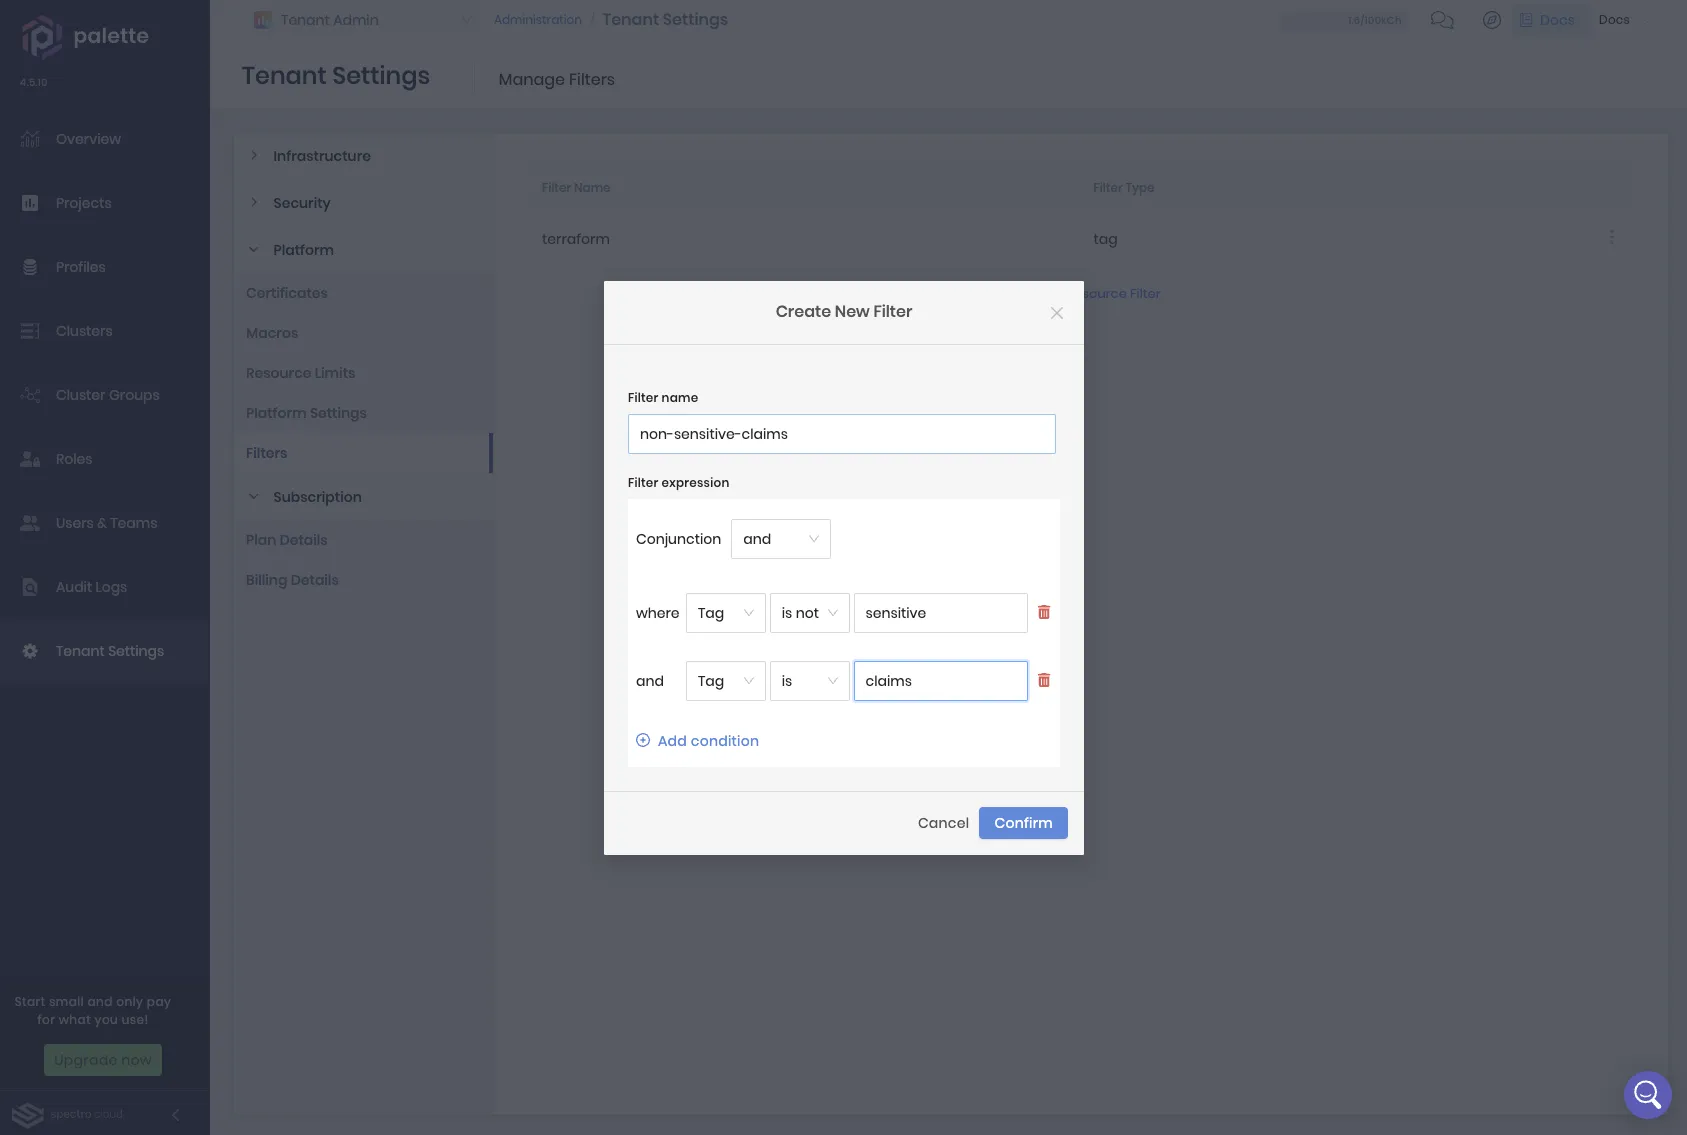 palette
4.5.10
Overview
Projects
Profiles
Clusters
Cluster Groups
Roles
Users & Teams
Audit Logs
Tenant Settings
Start small and only pay
for what you use!
Upgrade now
spectro cloud
Tenant Admin
Administration / Tenant Settings
Docs
Docs
Tenant Settings
Manage Filters
Infrastructure
Security
Platform
Certificates
Macros
Resource Limits
Platform Settings
Filters
Subscription
Plan Details
Billing Details
Filter Name Filter Type
terraform tag
source Filter
Create New Filter
Filter name
non-sensitive-claims
Filter expression
Conjunction and
where Tag is not sensitive
and Tag is claims
Add condition
Cancel Confirm